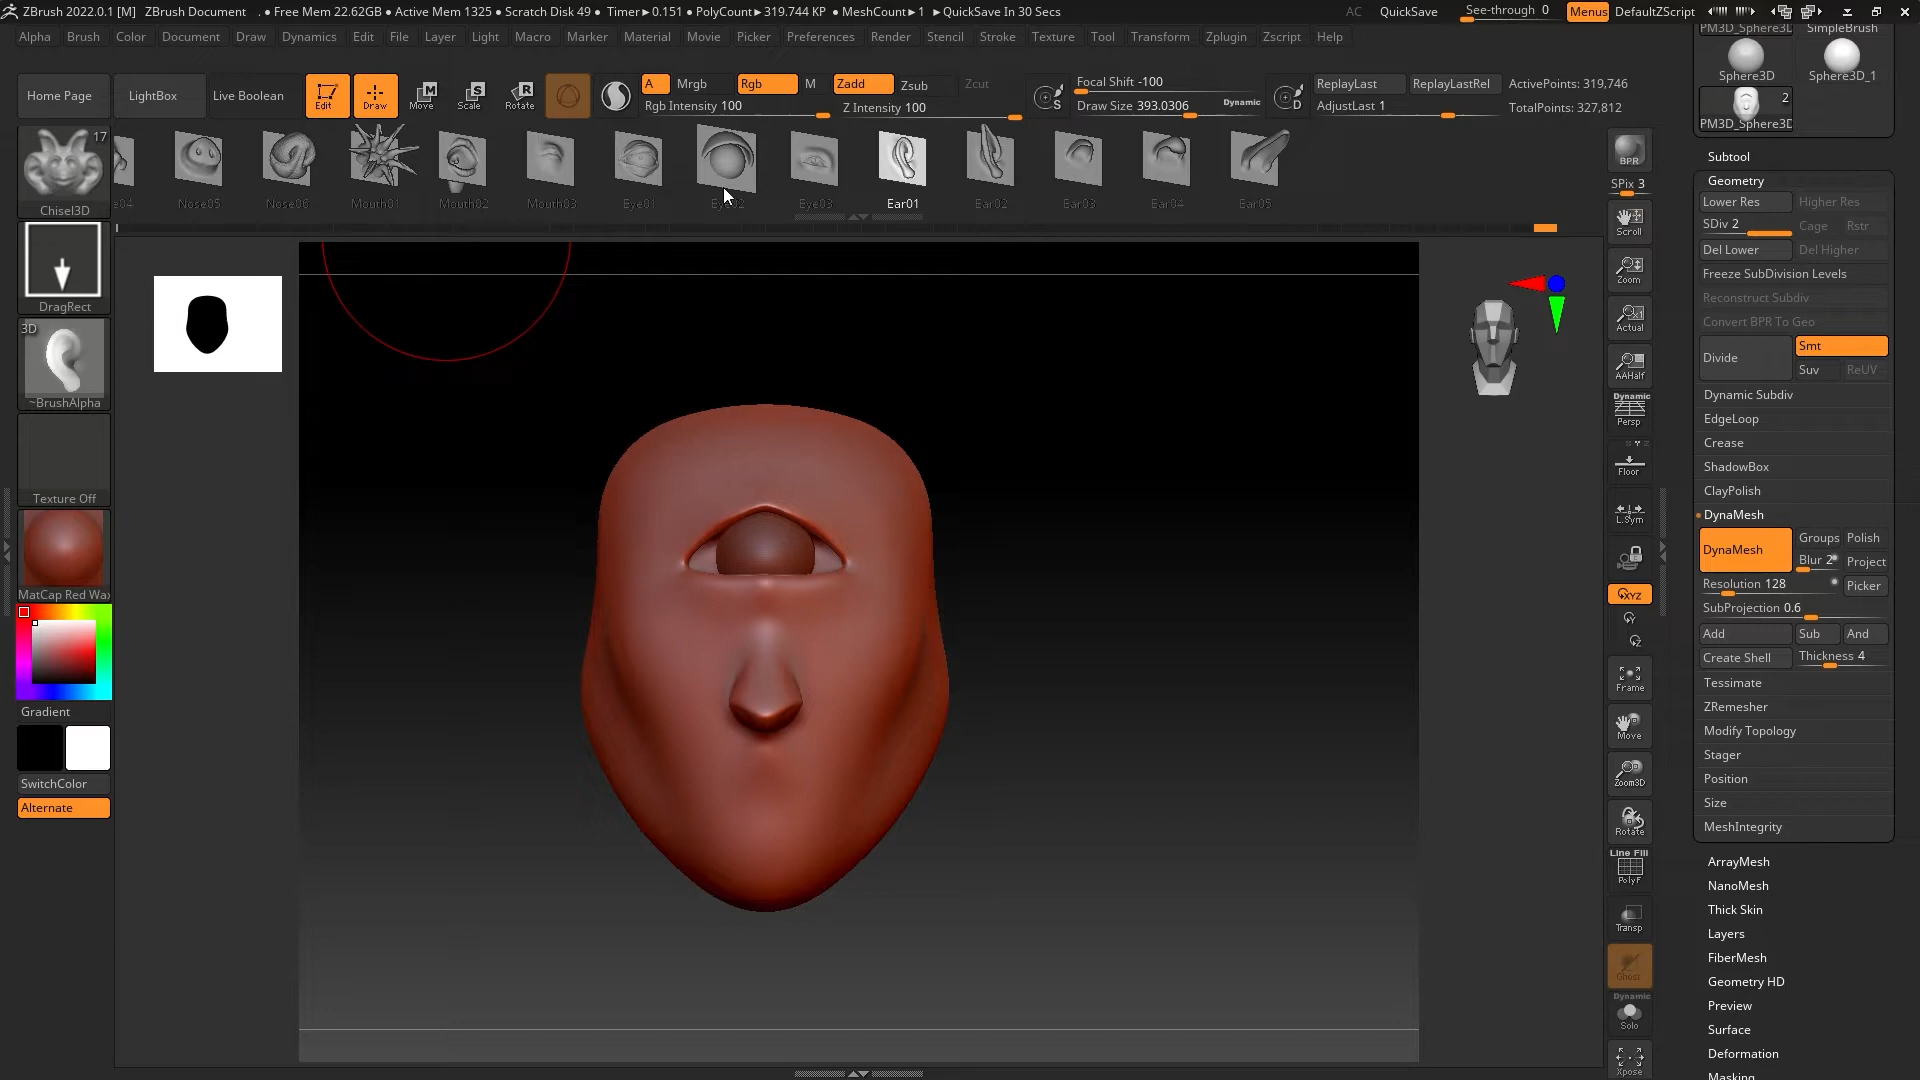 ZBrush 2022.0.1 [M] ZBrush Document . ● Free Mem 22.62GB ● Active Mem 1325 ● Scratch Disk 49 ● Timer►0.151 ● PolyCount►319.744 KP ● MeshCount►1 ►QuickSave In 30 Secs AC QuickSave See-through 0 Menus DefaultZScript
Alpha Brush Color Document Draw Dynamics Edit File Layer Light Macro Marker Material Movie Picker Preferences Render Stencil Stroke Texture Tool Transform Zplugin Zscript Help
Home Page LightBox Live Boolean Edit Draw Move Scale Rotate
A Mrgb Rgb M Zadd Zsub Zcut
Rgb Intensity 100 Z Intensity 100
Focal Shift -100
Draw Size 393.0306 Dynamic
ReplayLast ReplayLastRel
AdjustLast 1
ActivePoints: 319,746
TotalPoints: 327,812
Nose05 Nose06 Mouth01 Mouth02 Mouth03 Eye01 Eye03 Ear01 Ear02 Ear03 Ear04 Ear05
17
Chisel3D
DragRect
3D
~BrushAlpha
Texture Off
MatCap Red Wax
Gradient
SwitchColor
Alternate
BPR
SPix 3
Scroll
Zoom
Actual
AAHalf
Dynamic
Persp
Floor
L.Sym
XYZ
Y
Z
Frame
Move
Zoom3D
Rotate
Line Fill
PolyF
Transp
Ghost
Dynamic
Solo
Xpose
PM3D_Sphere3D SimpleBrush
Sphere3D Sphere3D_1
2
PM3D_Sphere3D
Subtool
Geometry
Lower Res Higher Res
SDiv 2 Cage Rstr
Del Lower Del Higher
Freeze SubDivision Levels
Reconstruct Subdiv
Convert BPR To Geo
Divide Smt
Suv ReUV
Dynamic Subdiv
EdgeLoop
Crease
ShadowBox
ClayPolish
DynaMesh
DynaMesh Groups Polish
Blur 2 Project
Resolution 128 Picker
SubProjection 0.6
Add Sub And
Create Shell Thickness 4
Tessimate
ZRemesher
Modify Topology
Stager
Position
Size
MeshIntegrity
ArrayMesh
NanoMesh
Thick Skin
Layers
FiberMesh
Geometry HD
Preview
Surface
Deformation
Masking